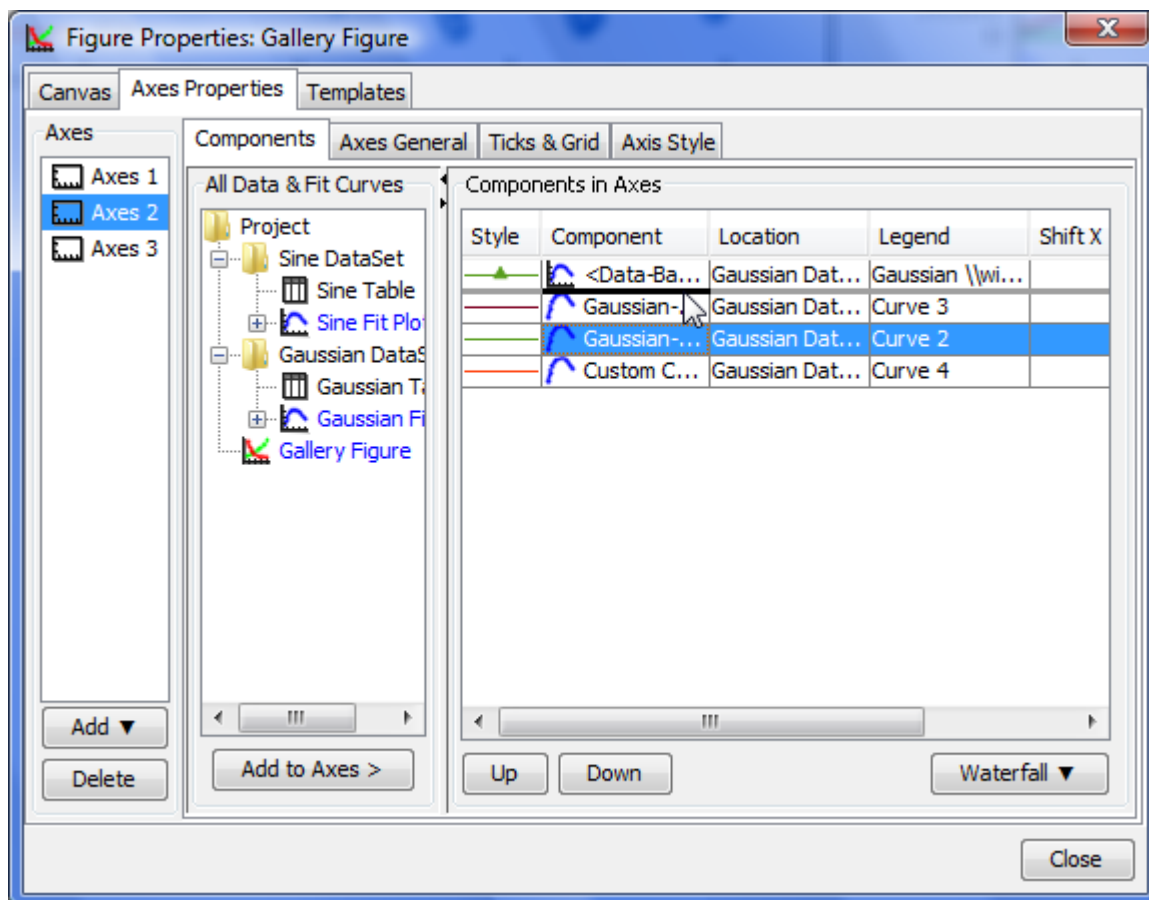 Figure Properties: Gallery Figure
Canvas Axes Properties Templates
Axes
Axes 1
Axes 2
Axes 3
Add ▼
Delete
Components Axes General Ticks & Grid Axis Style
All Data & Fit Curves
Project
Sine DataSet
Sine Table
Sine Fit Plo
Gaussian DataS
Gaussian Ta
Gaussian Fi
Gallery Figure
Add to Axes >
Components in Axes
Style Component Location Legend Shift X
<Data-Ba... Gaussian Dat... Gaussian \\wi...
Gaussian-... Gaussian Dat... Curve 3
Gaussian-... Gaussian Dat... Curve 2
Custom C... Gaussian Dat... Curve 4
Up Down Waterfall ▼
Close